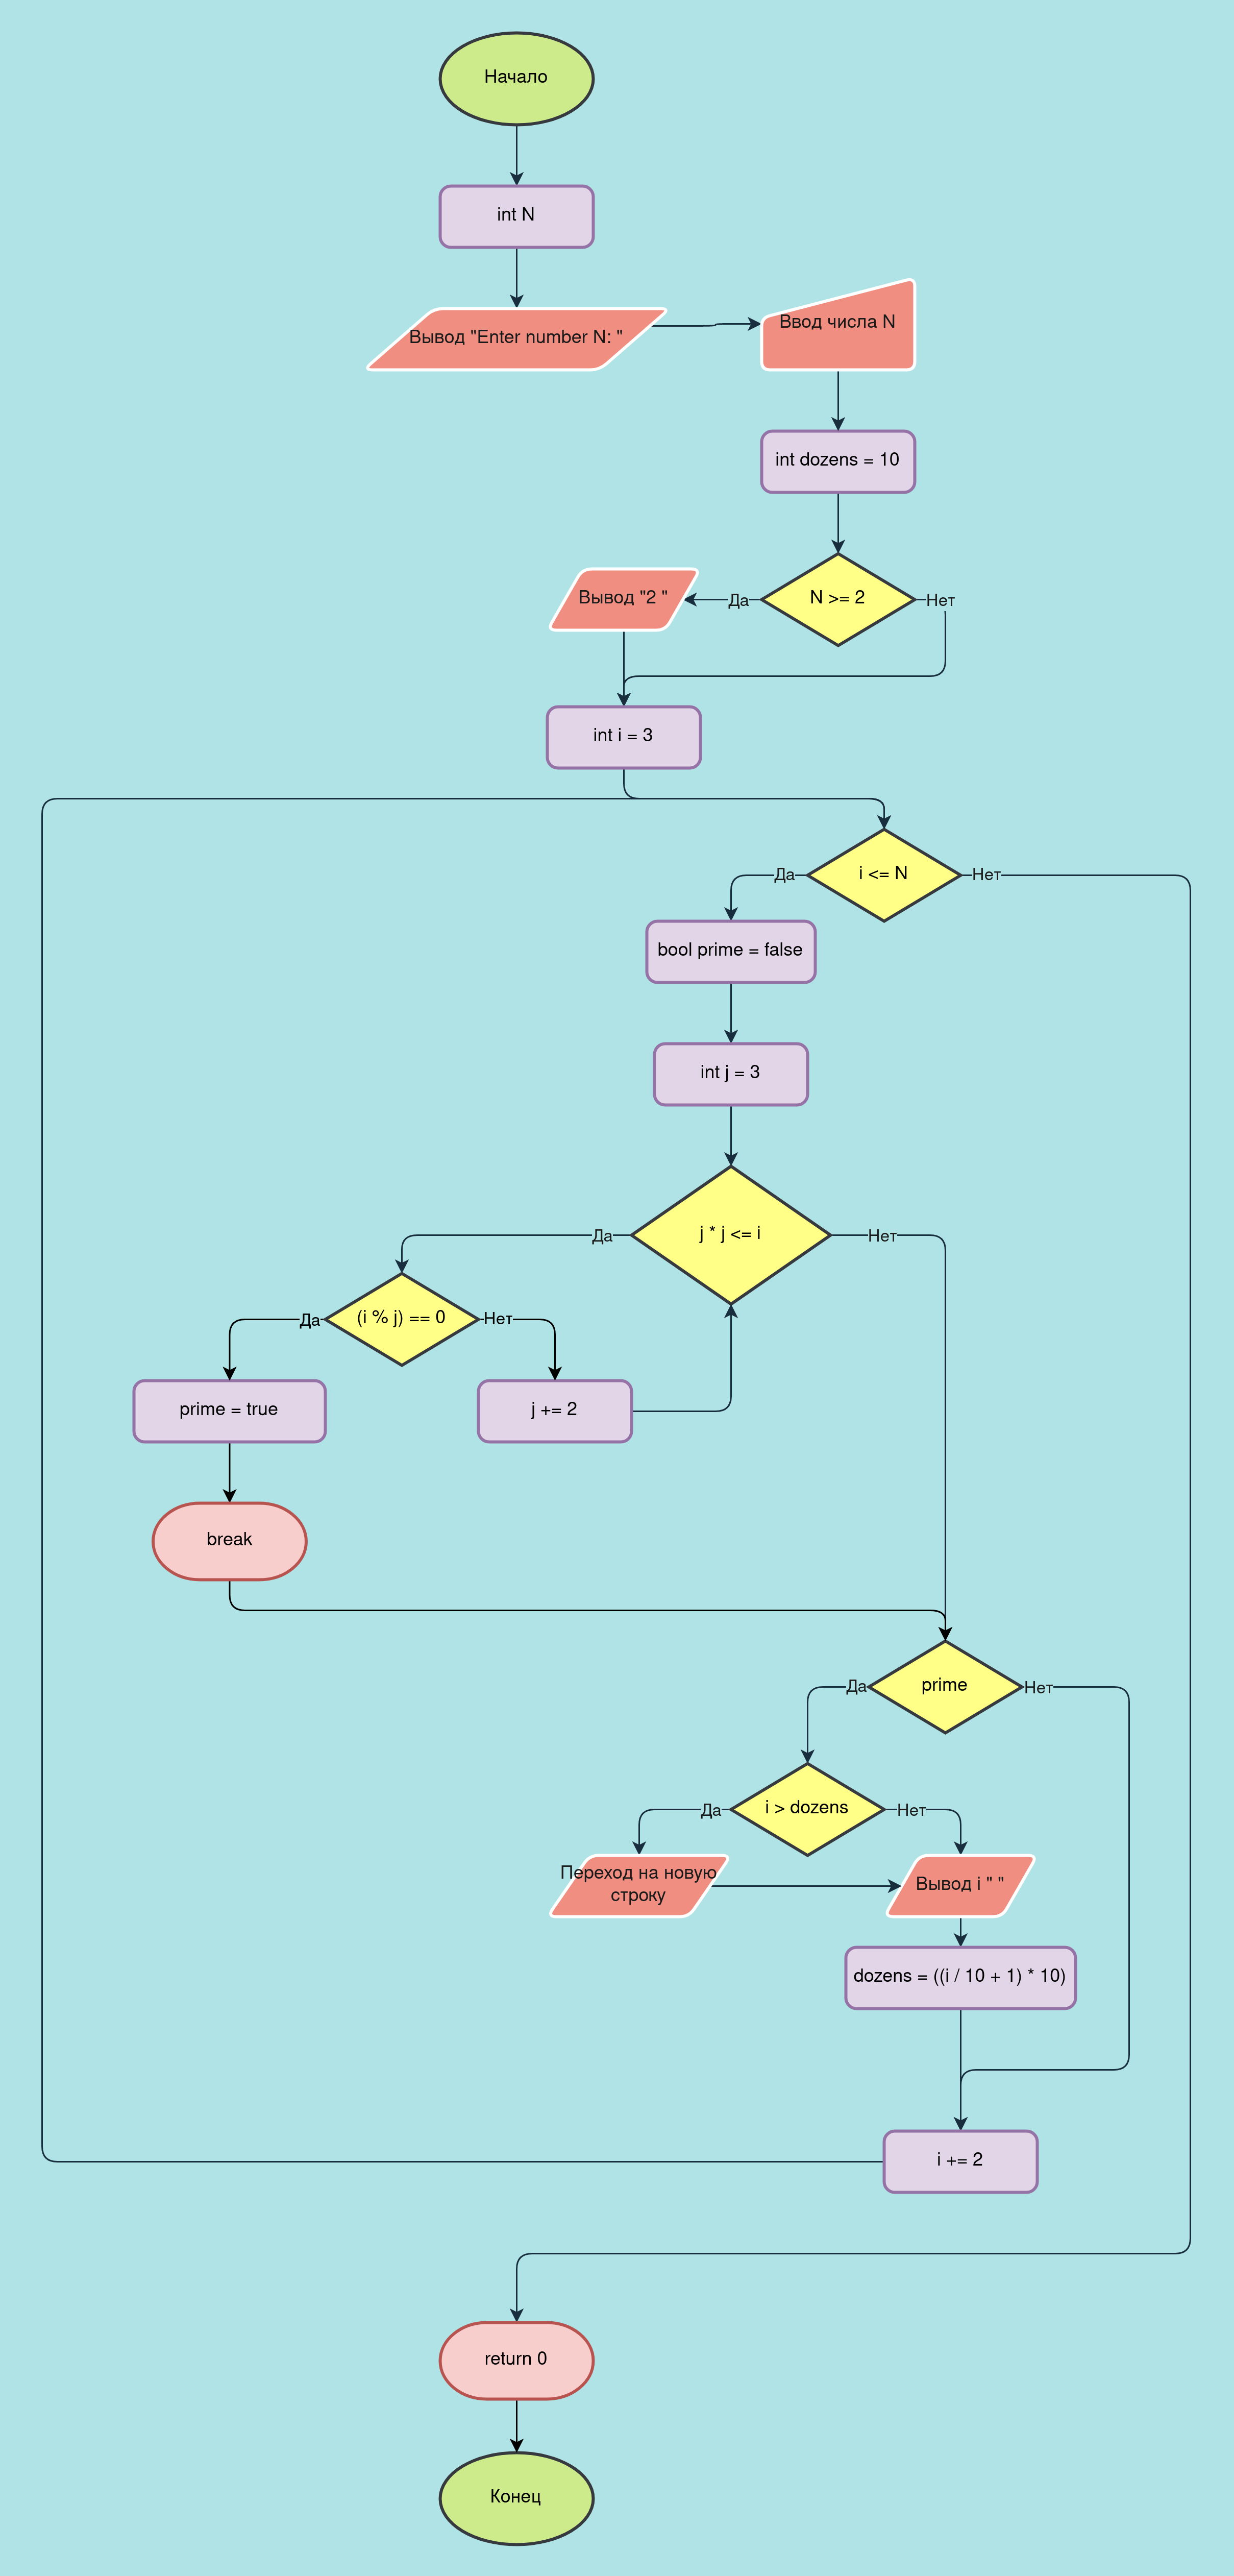 Начало
int N
Вывод "Enter number N: "
Ввод числа N
int dozens = 10
N >= 2
Да
Нет
Вывод "2 "
int i = 3
i <= N
Да
Нет
bool prime = false
int j = 3
j * j <= i
Да
Нет
(i % j) == 0
Да
Нет
prime = true
j += 2
break
prime
Да
Нет
i > dozens
Да
Нет
Переход на новую
строку
Вывод i " "
dozens = ((i / 10 + 1) * 10)
i += 2
return 0
Конец